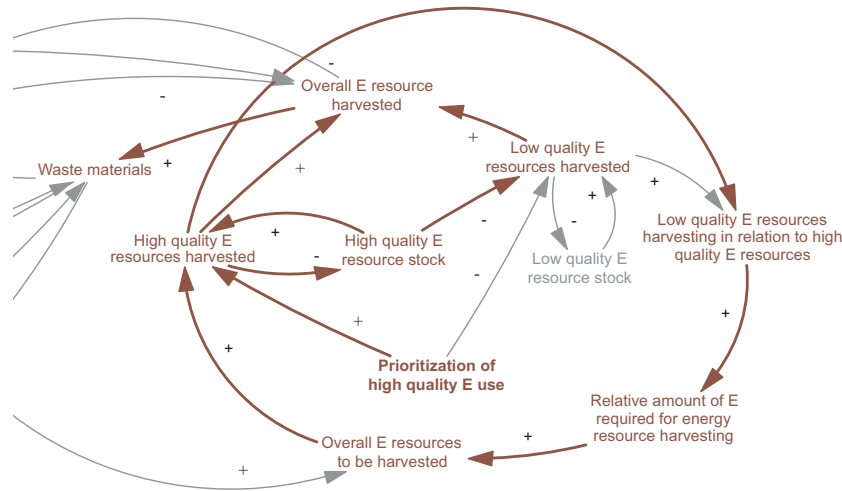 -
Overall E resource
harvested
-
+
Low quality E
resources harvested
+
Waste materials
+
+
+
Low quality E resources
harvesting in relation to high
quality E resources
-
-
High quality E
resources harvested
+
High quality E
resource stock
-
Low quality E
resource stock
-
+
+
+
Prioritization of
high quality E use
Relative amount of E
required for energy
resource harvesting
+
Overall E resources
to be harvested
+